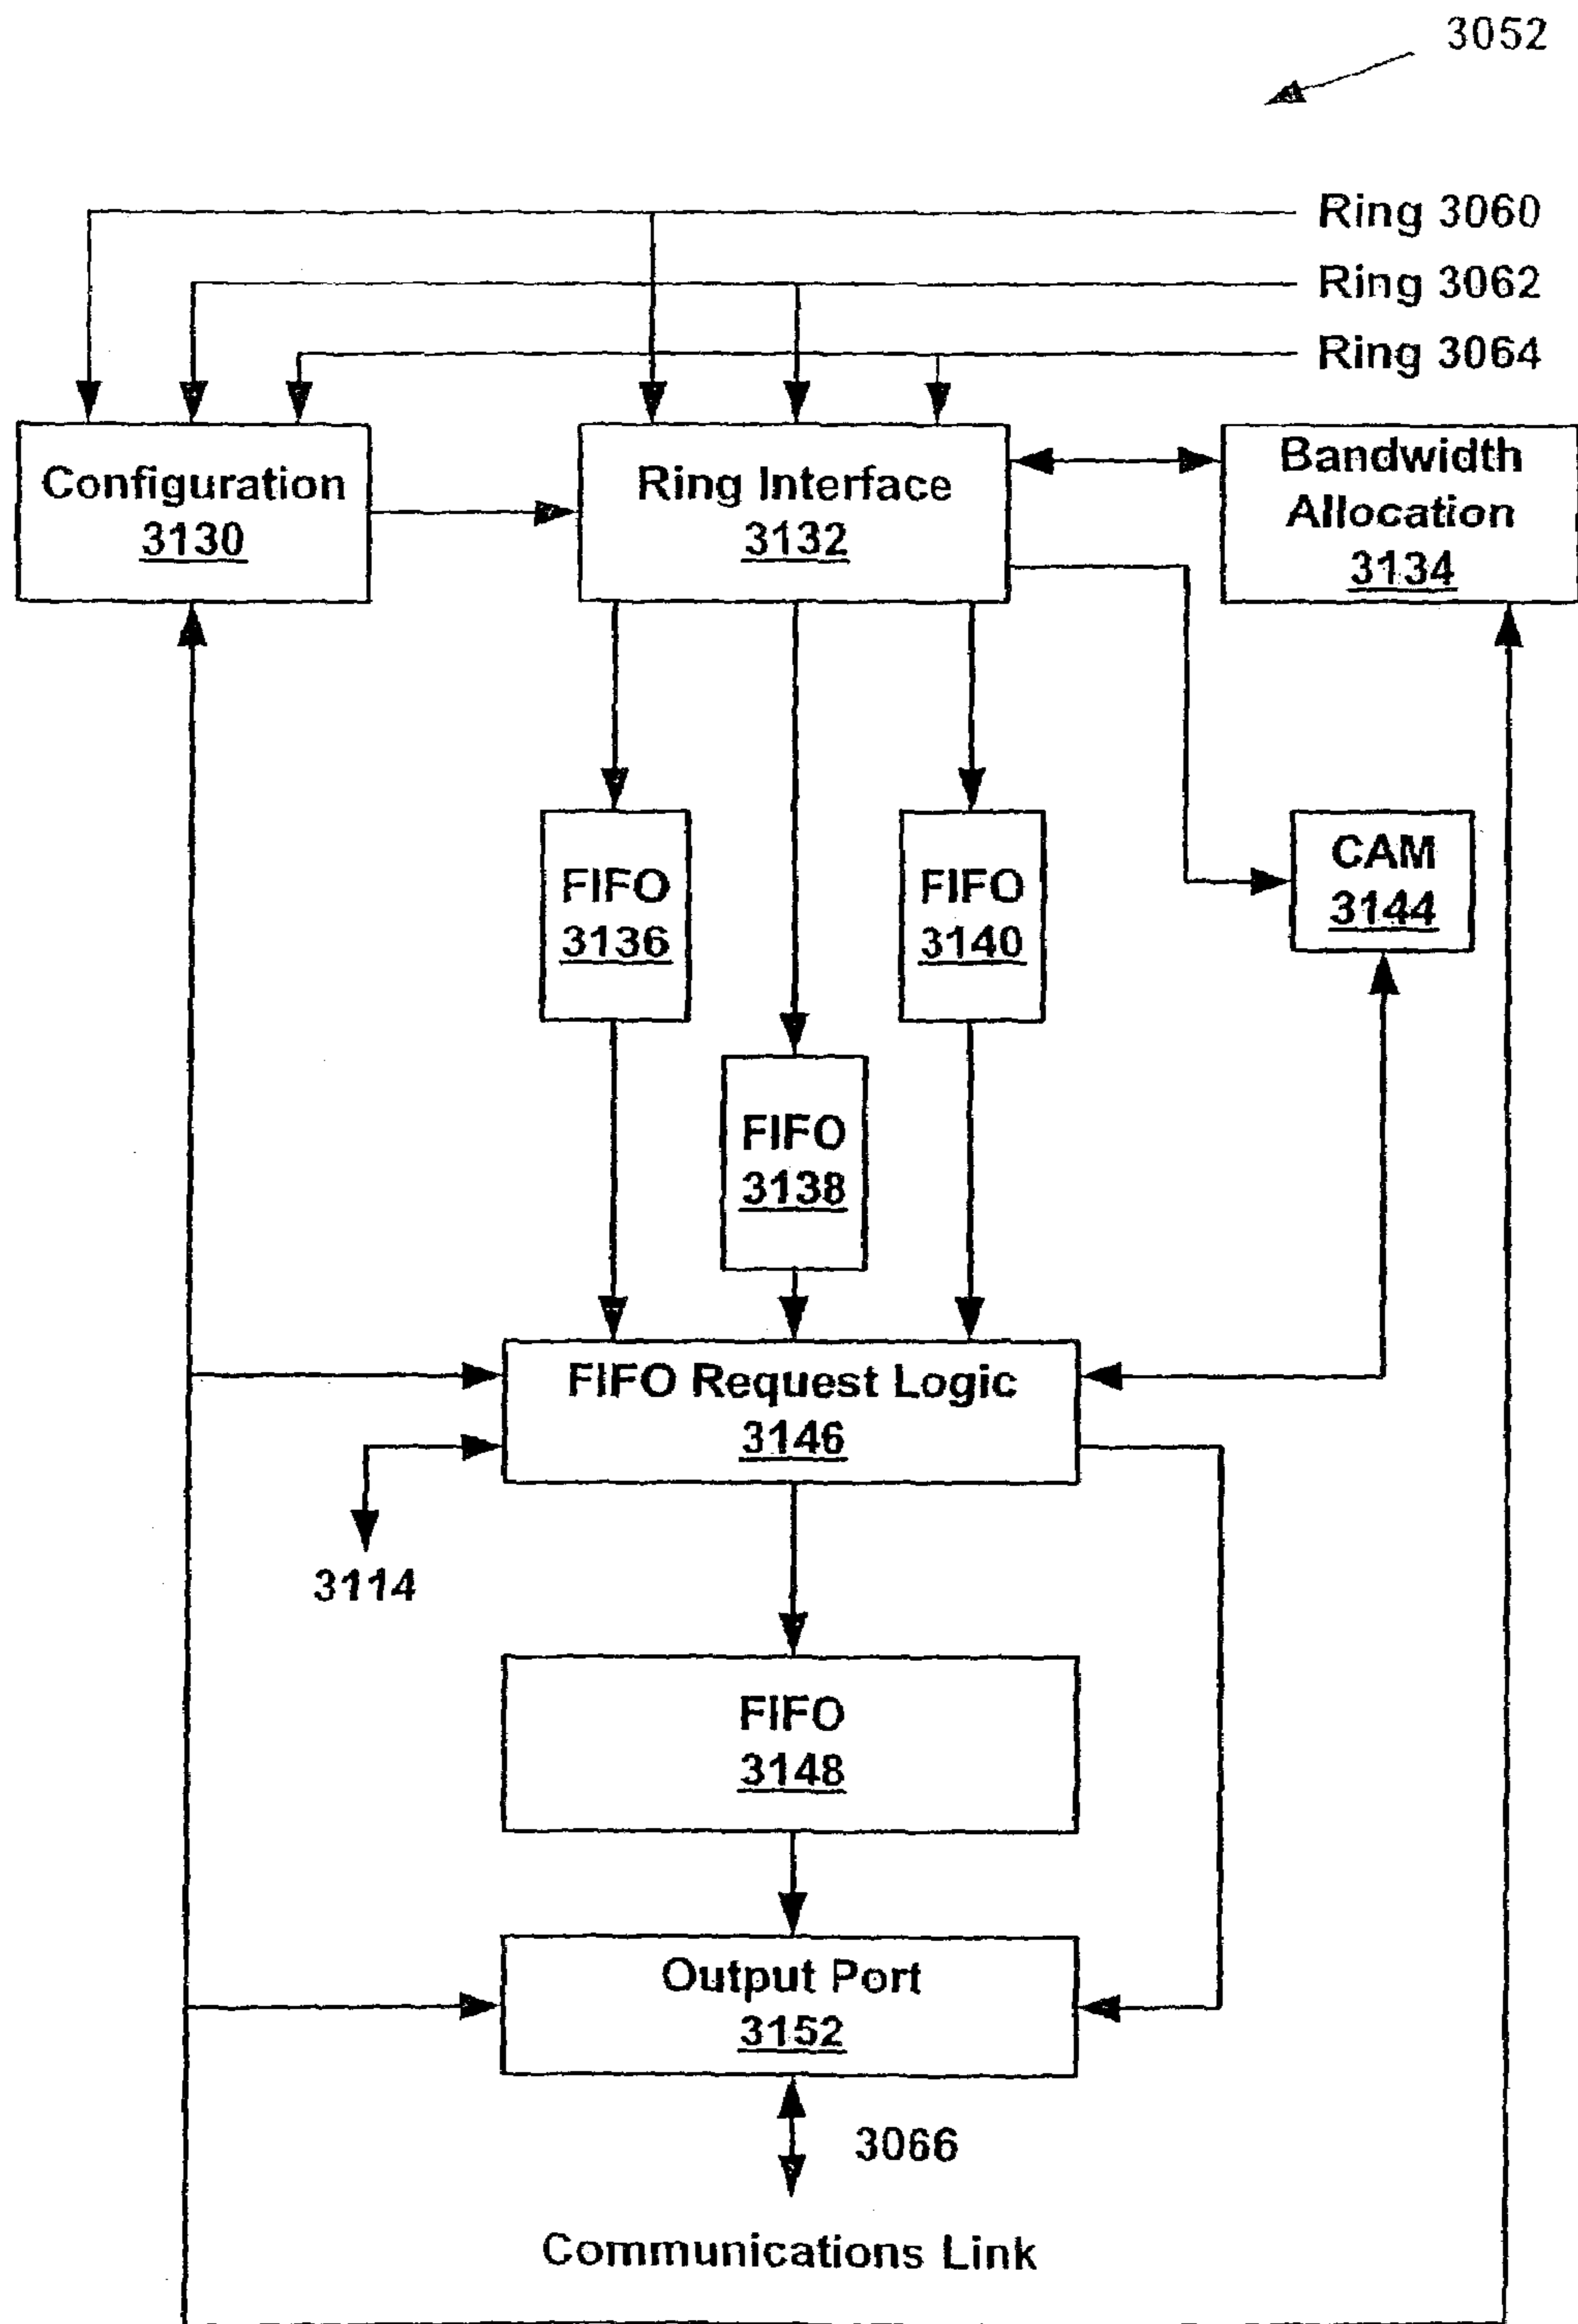 3052
Ring 3060
Ring 3062
Ring 3064
Configuration
3130
Ring Interface
3132
Bandwidth
Allocation
3134
FIFO
3136
FIFO
3140
CAM
3144
FIFO
3138
FIFO Request Logic
3146
3114
FIFO
3148
Output Port
3152
3066
Communications Link